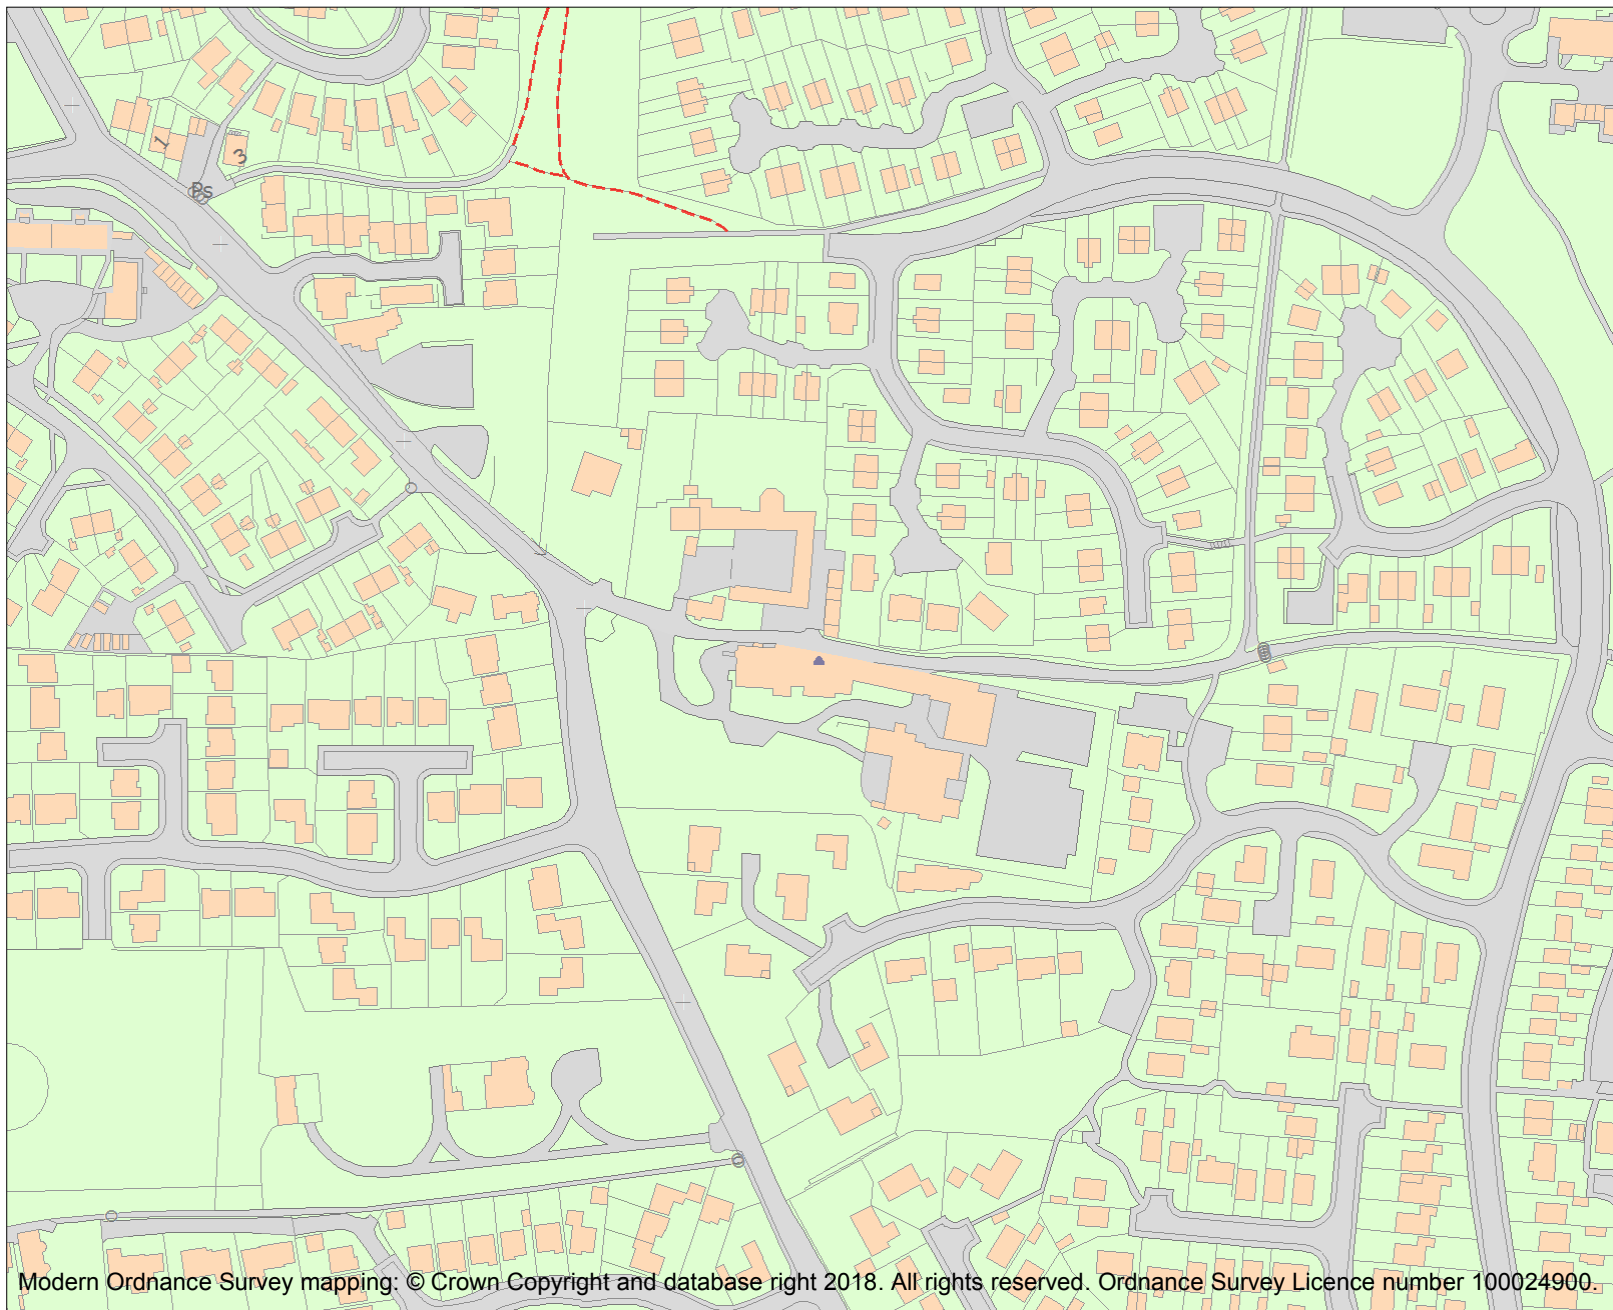 1
3
PS
Modern Ordnance Survey mapping: © Crown Copyright and database right 2018. All rights reserved. Ordnance Survey Licence number 100024900.